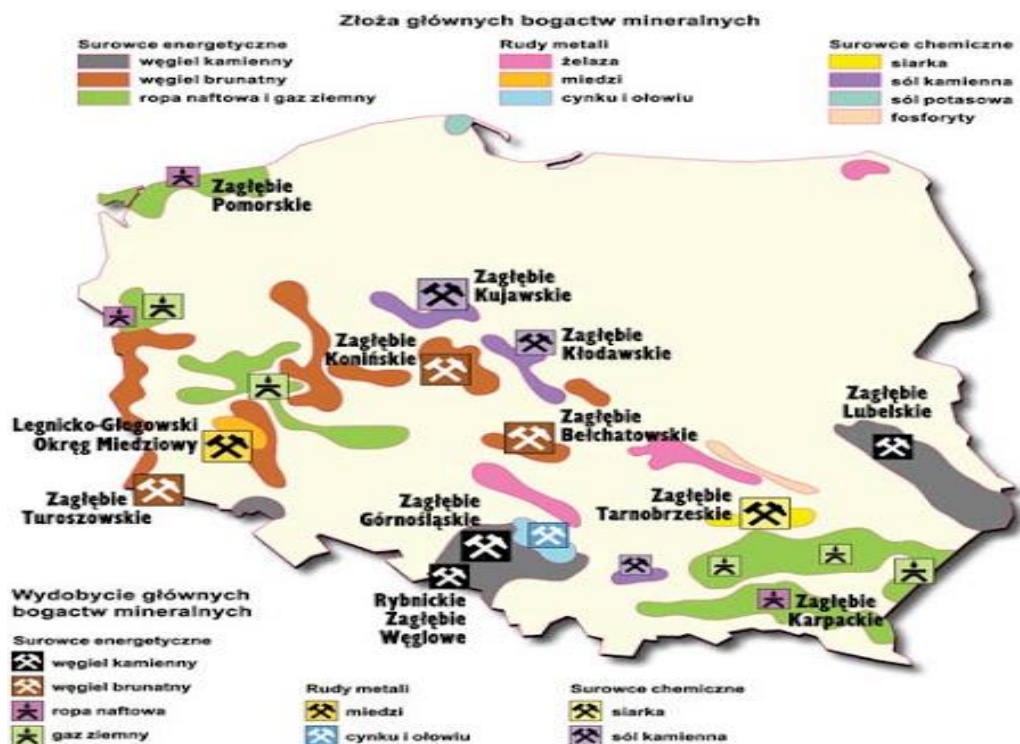 Złoża głównych bogactw mineralnych
Surowce energetyczne
węgiel kamienny
węgiel brunatny
ropa naftowa i gaz ziemny
Rudy metali
żelaza
miedzi
cynku i ołowiu
Surowce chemiczne
siarka
sól kamienna
sól potasowa
fosforyty
Zagłębie
Pomorskie
Zagłębie
Kujawskie
Zagłębie
Konińskie
Zagłębie
Kłodawskie
Zagłębie
Lubelskie
Legnicko-Głogowski
Okręg Miedziowy
Zagłębie
Bełchatowskie
Zagłębie
Turoszowskie
Zagłębie
Górnośląskie
Zagłębie
Tarnobrzeskie
Rybnickie
Zagłębie
Węglowe
Zagłębie
Karpackie
Wydobycie głównych
bogactw mineralnych
Surowce energetyczne
węgiel kamienny
węgiel brunatny
ropa naftowa
gaz ziemny
Rudy metali
miedzi
cynku i ołowiu
Surowce chemiczne
siarka
sól kamienna